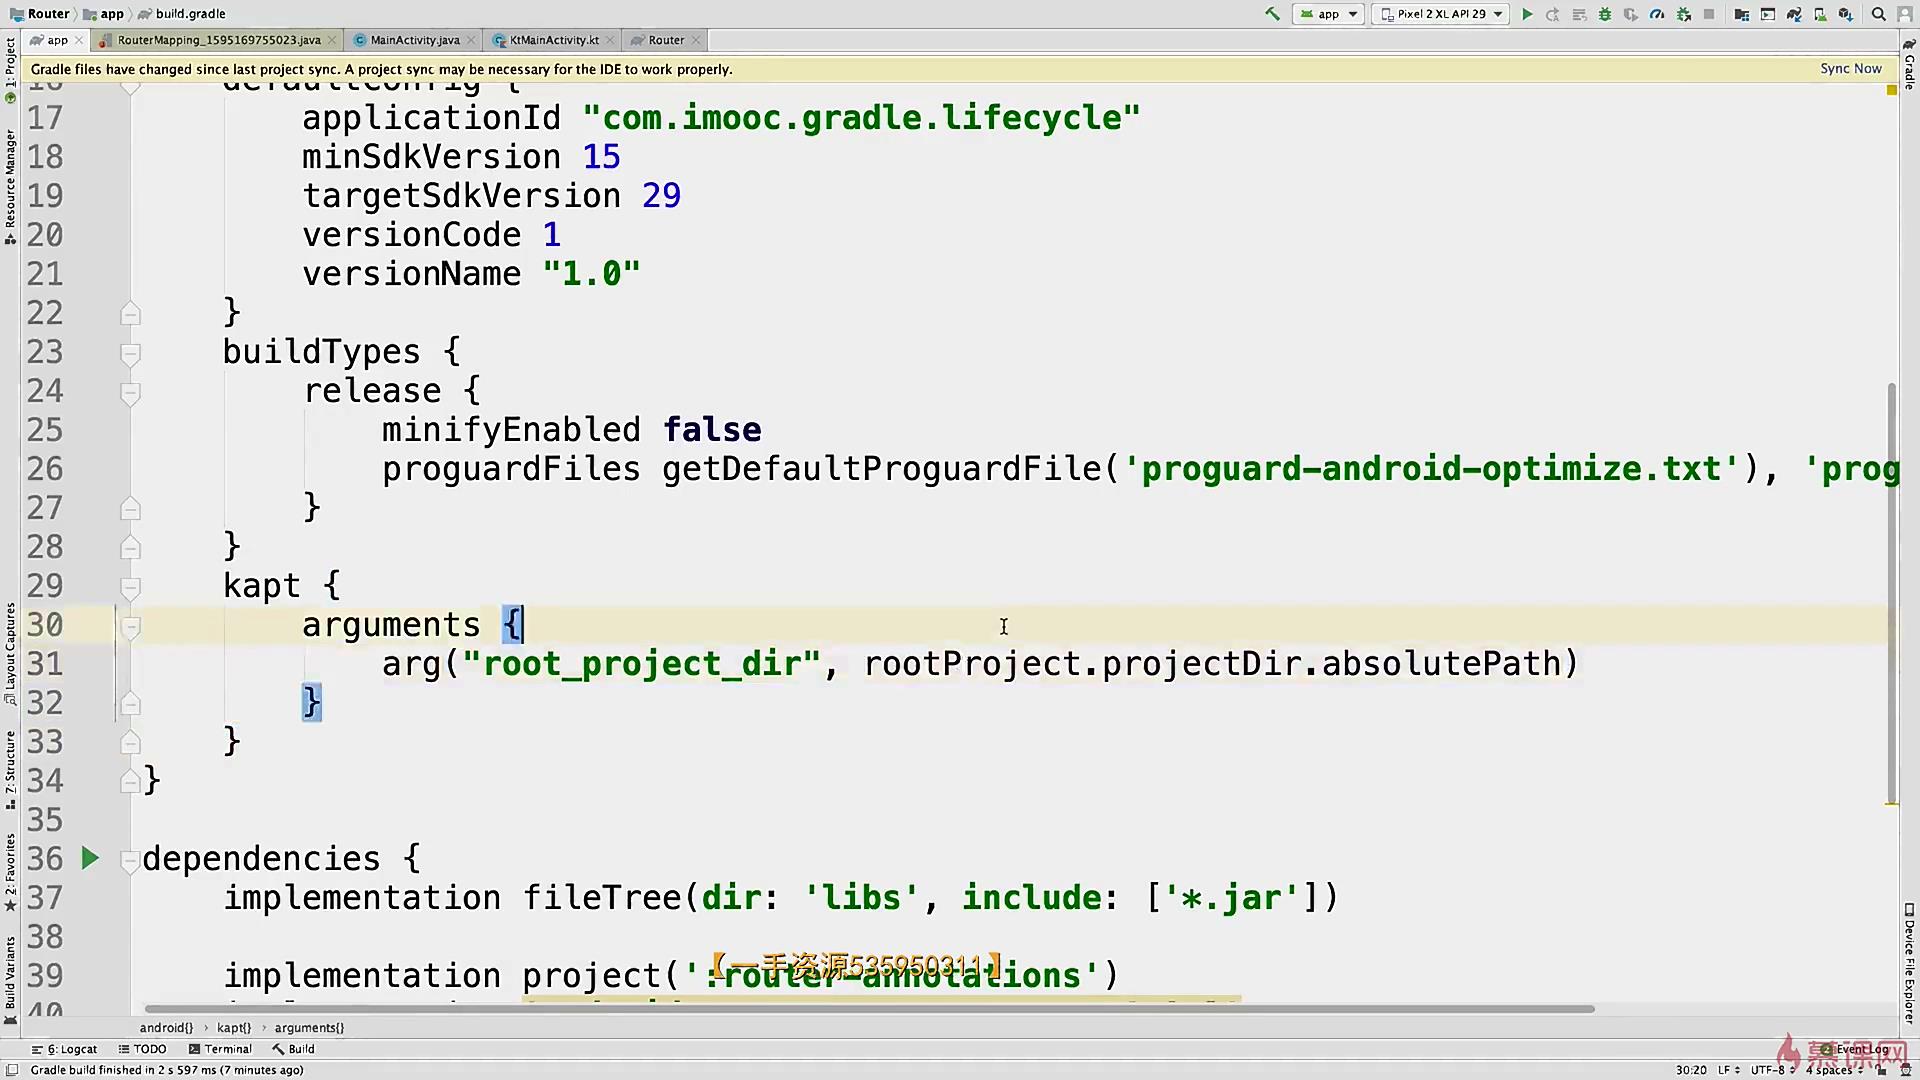 Router app build.gradle
app Pixel 2 XL API 29
app RouterMapping_1595169755023.java MainActivity.java KtMainActivity.kt Router
Gradle files have changed since last project sync. A project sync may be necessary for the IDE to work properly. Sync Now
17 applicationId "com.imooc.gradle.lifecycle"
18 minSdkVersion 15
19 targetSdkVersion 29
20 versionCode 1
21 versionName "1.0"
22 }
23 buildTypes {
24 release {
25 minifyEnabled false
26 proguardFiles getDefaultProguardFile('proguard-android-optimize.txt'), 'prog
27 }
28 }
29 kapt {
30 arguments {
31 arg("root_project_dir", rootProject.projectDir.absolutePath)
32 }
33 }
34 }
35
36 dependencies {
37 implementation fileTree(dir: 'libs', include: ['*.jar'])
38
39 implementation project(':router-annotations')
【一手资源535950311】
40
android{} › kapt{} › arguments{}
6: Logcat TODO Terminal Build
Event Log
Gradle build finished in 2 s 597 ms (7 minutes ago)
30:20 LF UTF-8 4 spaces
慕课网
1: Project
Resource Manager
Layout Captures
7: Structure
2: Favorites
Build Variants
Gradle
Device File Explorer